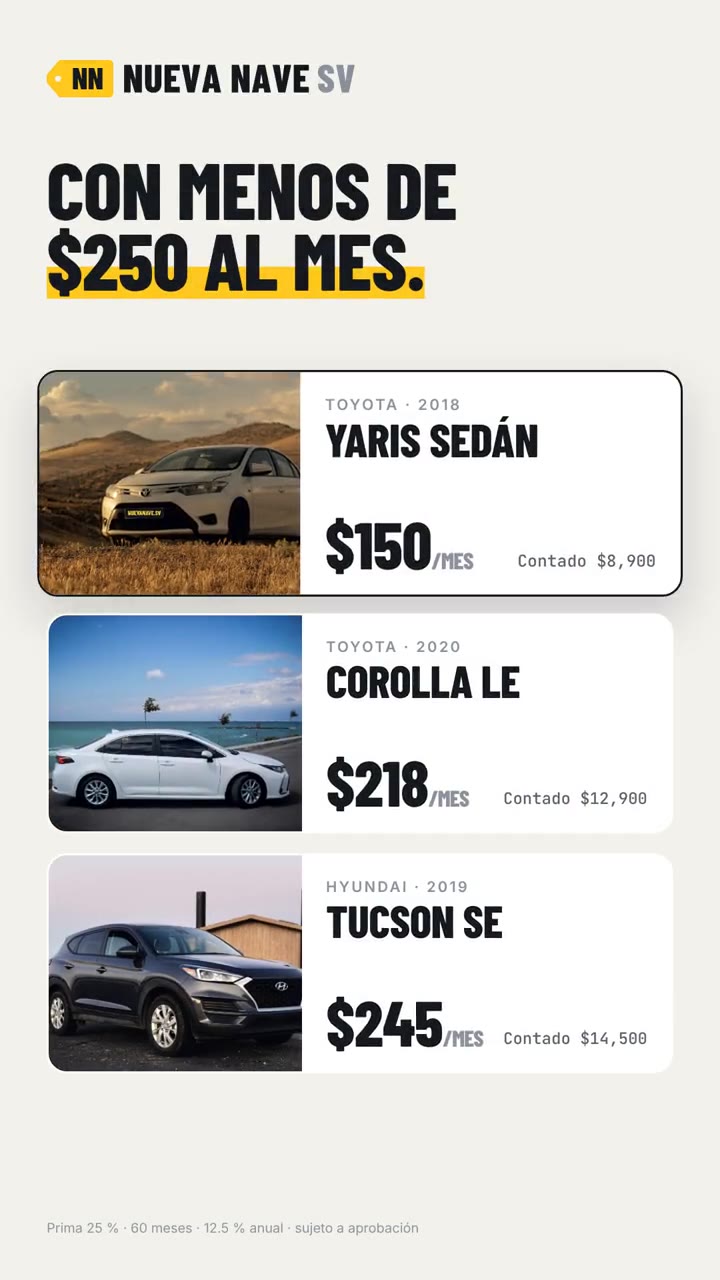 NN NUEVA NAVE SV
CON MENOS DE
$250 AL MES.
TOYOTA · 2018
YARIS SEDÁN
NUEVANAVE.SV
$150/MES Contado $8,900
TOYOTA · 2020
COROLLA LE
$218/MES Contado $12,900
HYUNDAI · 2019
TUCSON SE
$245/MES Contado $14,500
Prima 25 % · 60 meses · 12.5 % anual · sujeto a aprobación